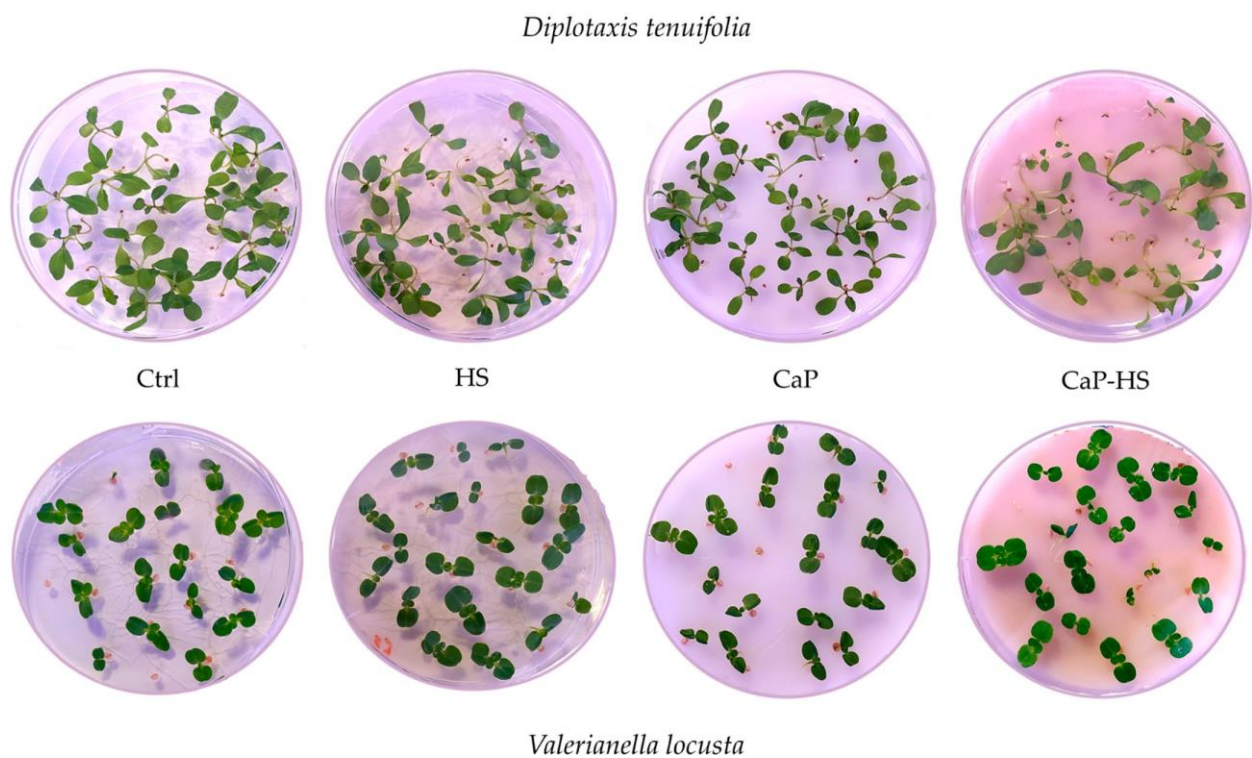 Diplotaxis tenuifolia
Ctrl
HS
CaP
CaP-HS
Valerianella locusta